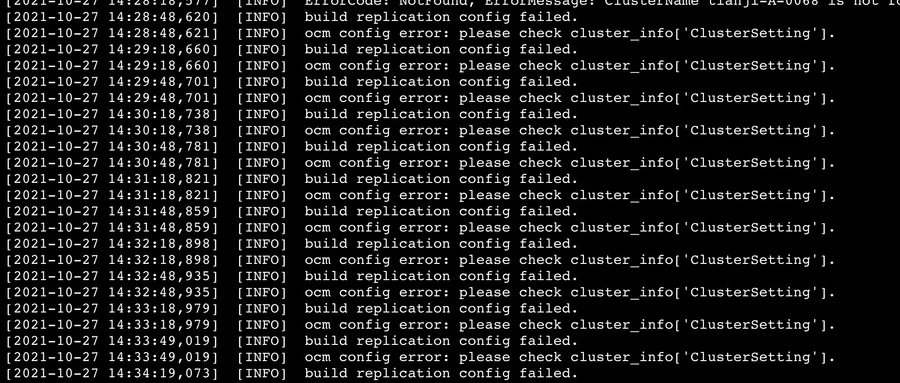 [2021-10-27 14:28:18,577] [INFO] ErrorCode: NotFound, ErrorMessage: ClusterName tianji-A-0068 is not
[2021-10-27 14:28:48,620] [INFO] build replication config failed.
[2021-10-27 14:28:48,621] [INFO] ocm config error: please check cluster_info['ClusterSetting'].
[2021-10-27 14:29:18,660] [INFO] build replication config failed.
[2021-10-27 14:29:18,660] [INFO] ocm config error: please check cluster_info['ClusterSetting'].
[2021-10-27 14:29:48,701] [INFO] build replication config failed.
[2021-10-27 14:29:48,701] [INFO] ocm config error: please check cluster_info['ClusterSetting'].
[2021-10-27 14:30:18,738] [INFO] build replication config failed.
[2021-10-27 14:30:18,738] [INFO] ocm config error: please check cluster_info['ClusterSetting'].
[2021-10-27 14:30:48,781] [INFO] build replication config failed.
[2021-10-27 14:30:48,781] [INFO] ocm config error: please check cluster_info['ClusterSetting'].
[2021-10-27 14:31:18,821] [INFO] build replication config failed.
[2021-10-27 14:31:18,821] [INFO] ocm config error: please check cluster_info['ClusterSetting'].
[2021-10-27 14:31:48,859] [INFO] build replication config failed.
[2021-10-27 14:31:48,859] [INFO] ocm config error: please check cluster_info['ClusterSetting'].
[2021-10-27 14:32:18,898] [INFO] build replication config failed.
[2021-10-27 14:32:18,898] [INFO] ocm config error: please check cluster_info['ClusterSetting'].
[2021-10-27 14:32:48,935] [INFO] build replication config failed.
[2021-10-27 14:32:48,935] [INFO] ocm config error: please check cluster_info['ClusterSetting'].
[2021-10-27 14:33:18,979] [INFO] build replication config failed.
[2021-10-27 14:33:18,979] [INFO] ocm config error: please check cluster_info['ClusterSetting'].
[2021-10-27 14:33:49,019] [INFO] build replication config failed.
[2021-10-27 14:33:49,019] [INFO] ocm config error: please check cluster_info['ClusterSetting'].
[2021-10-27 14:34:19,073] [INFO] build replication config failed.